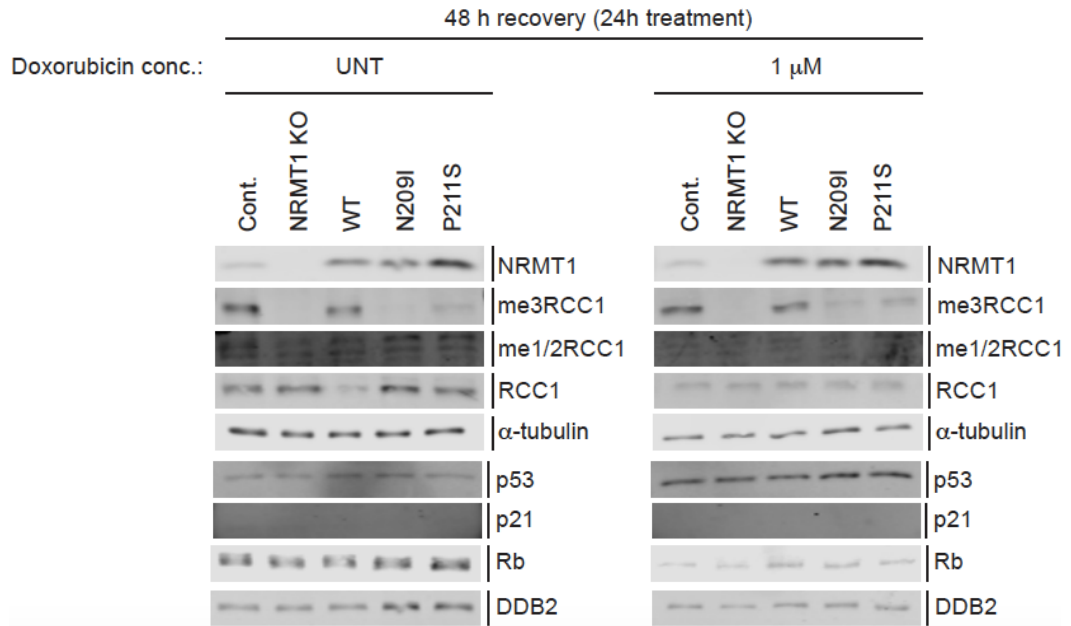 48 h recovery (24h treatment)
Doxorubicin conc.: UNT 1 μM
Cont. NRMT1 KO WT N209I P211S Cont. NRMT1 KO WT N209I P211S
NRMT1 NRMT1
me3RCC1 me3RCC1
me1/2RCC1 me1/2RCC1
RCC1 RCC1
α-tubulin α-tubulin
p53 p53
p21 p21
Rb Rb
DDB2 DDB2